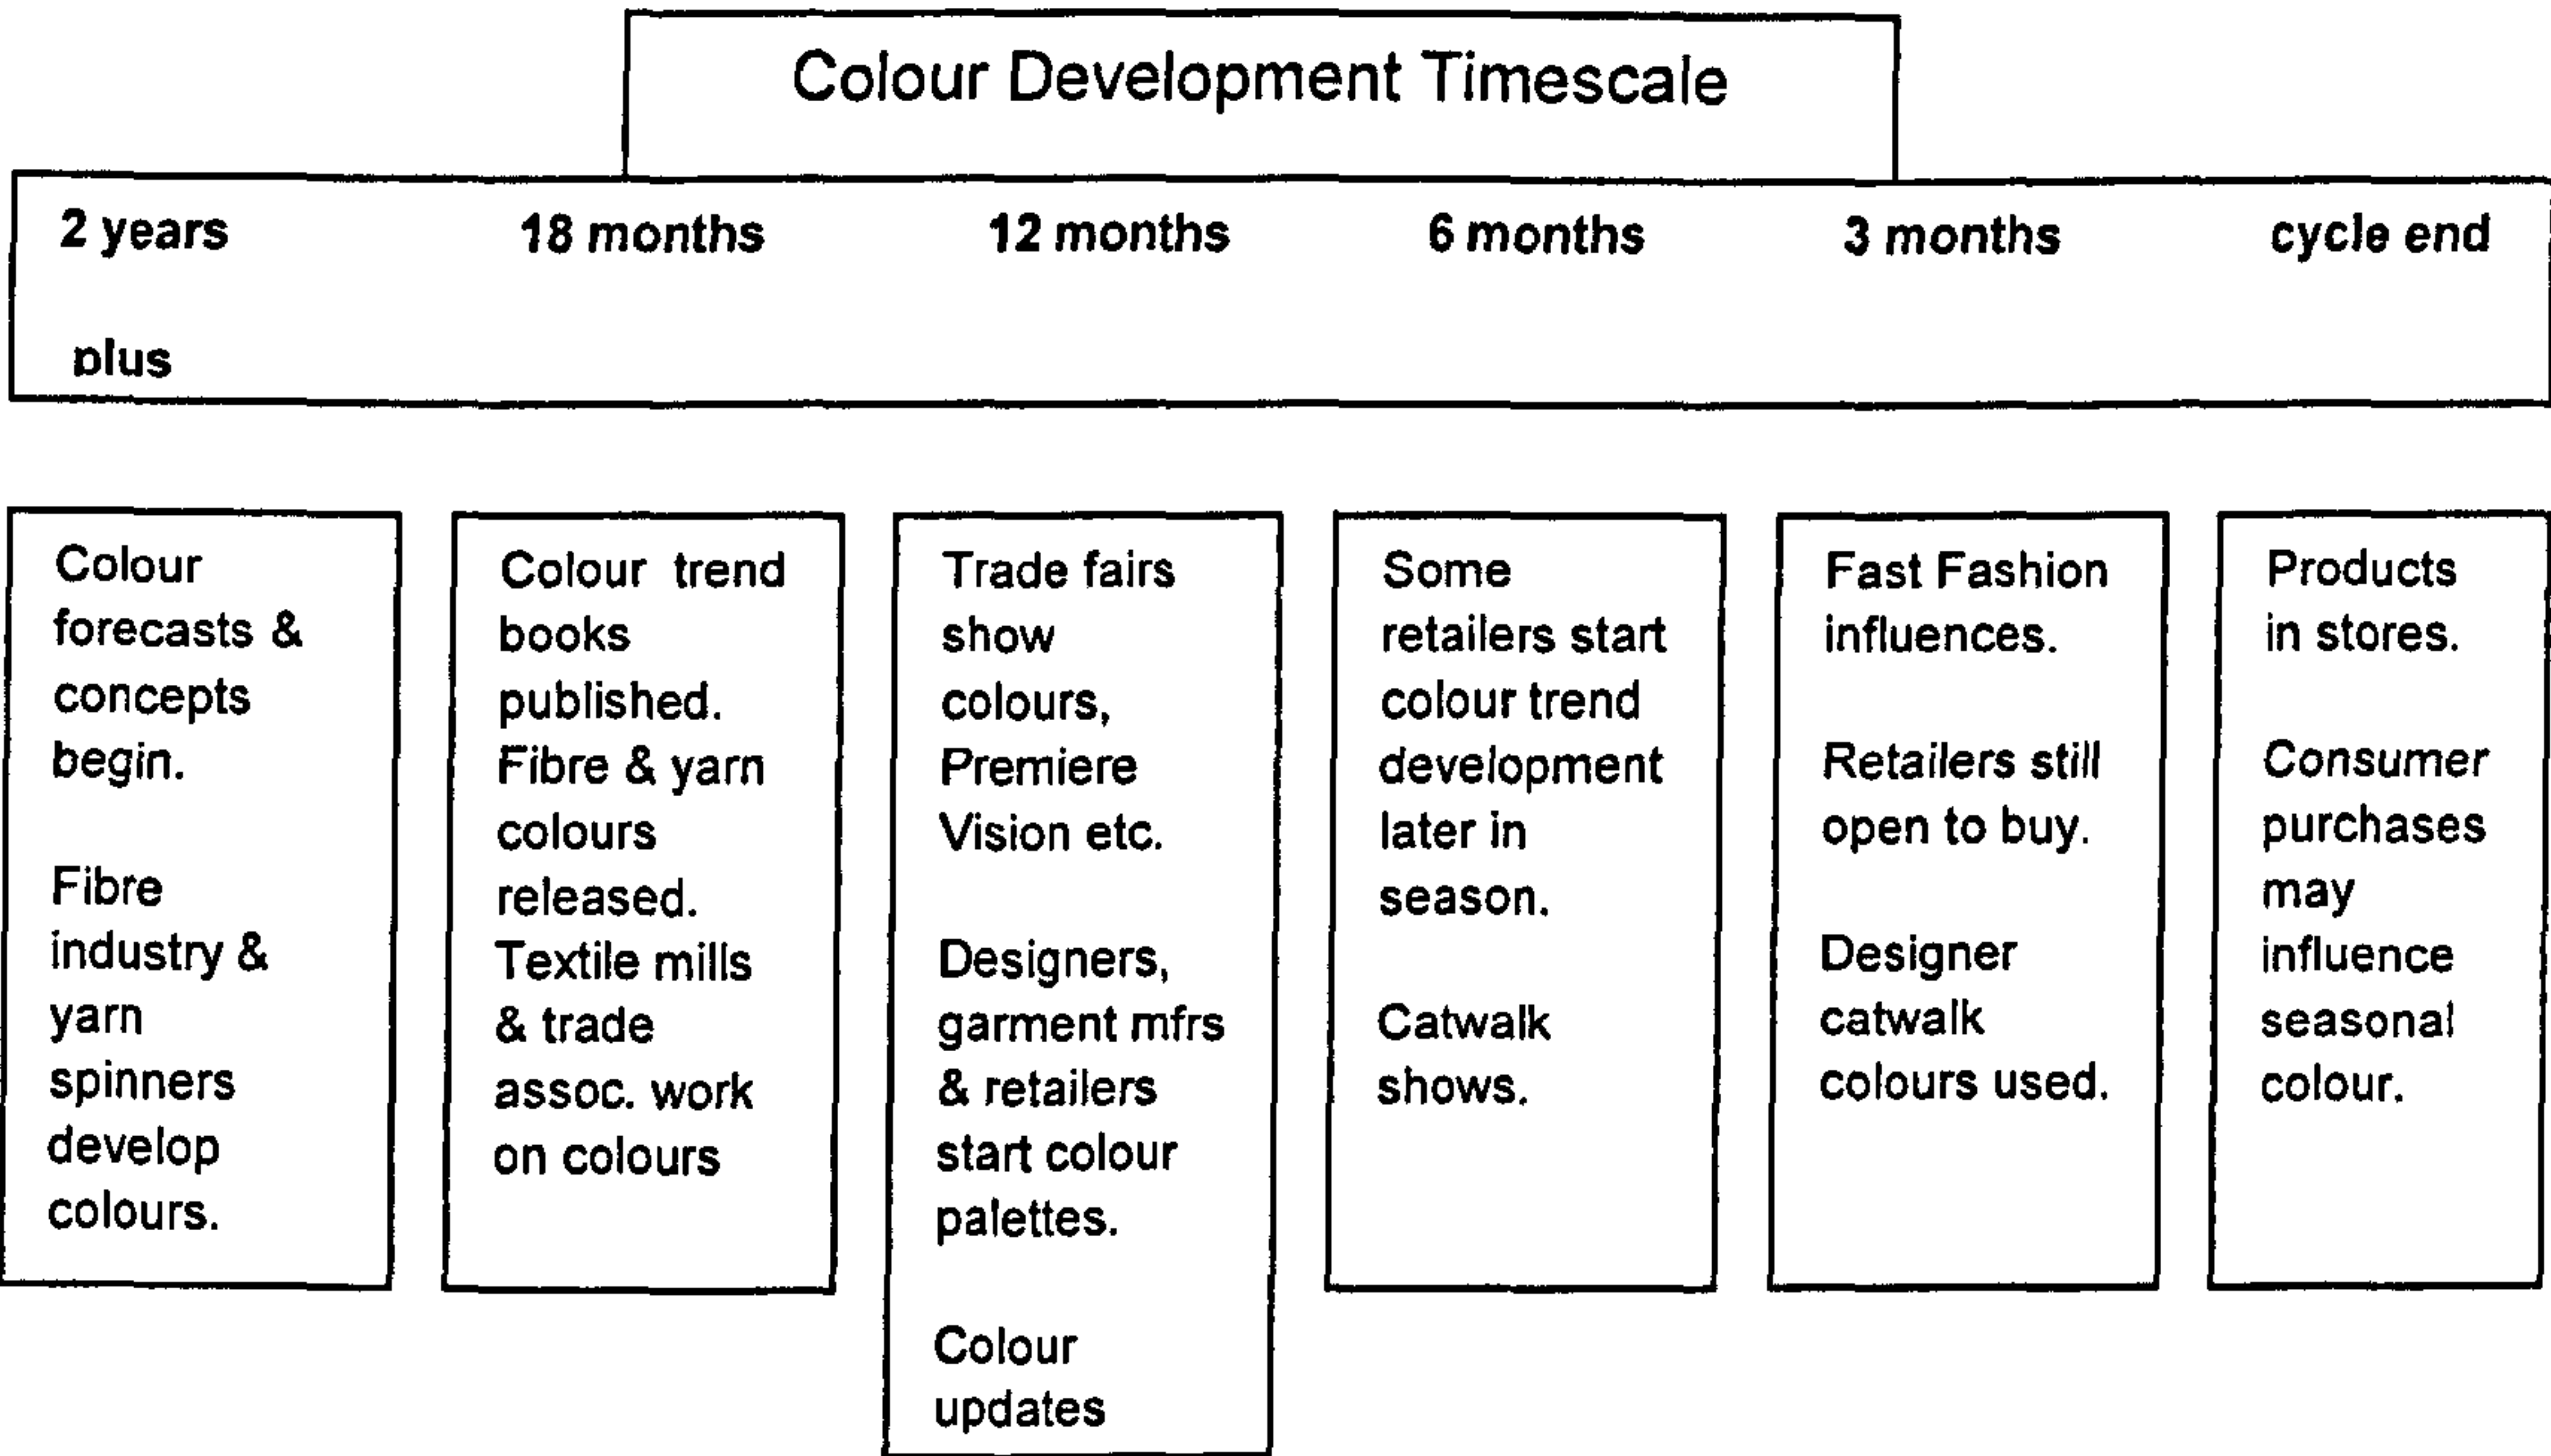 Colour Development Timescale
2 years 18 months 12 months 6 months 3 months cycle end
plus
Colour
forecasts &
concepts
begin.
Fibre
industry &
yarn
spinners
develop
colours.
Colour trend
books
published.
Fibre & yarn
colours
released.
Textile mills
& trade
assoc. work
on colours
Trade fairs
show
colours,
Premiere
Vision etc.
Designers,
garment mfrs
& retailers
start colour
palettes.
Colour
updates
Some
retailers start
colour trend
development
later in
season.
Catwalk
shows.
Fast Fashion
influences.
Retailers still
open to buy.
Designer
catwalk
colours used.
Products
in stores.
Consumer
purchases
may
influence
seasonal
colour.